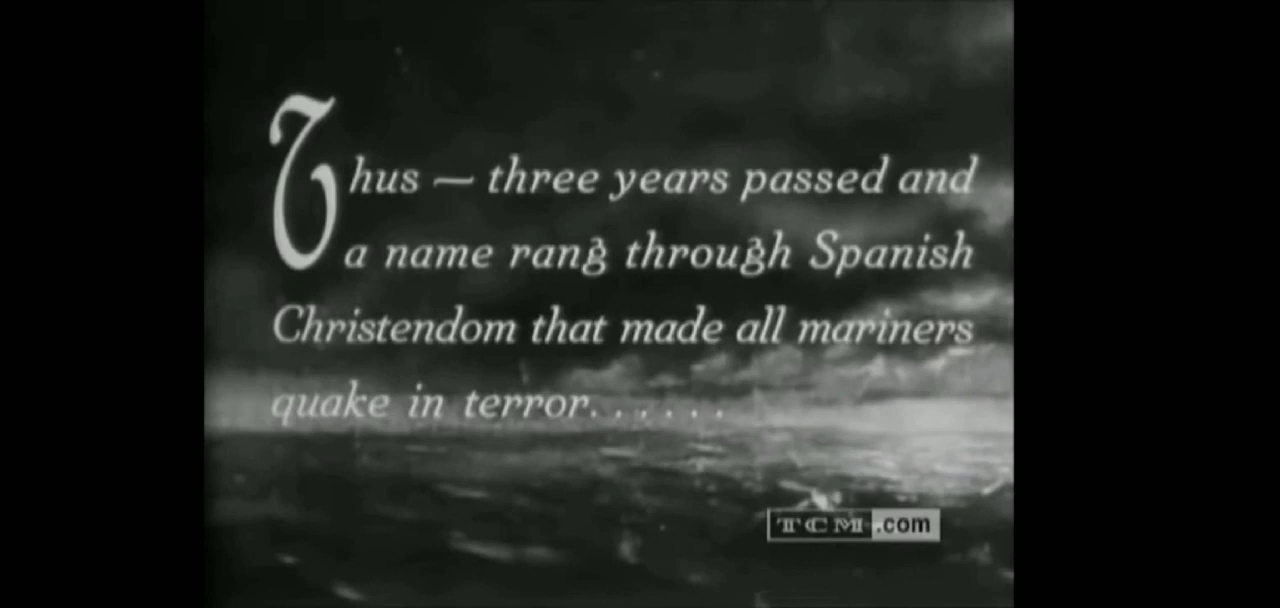 Thus — three years passed and
a name rang through Spanish
Christendom that made all mariners
quake in terror......
TCM.com